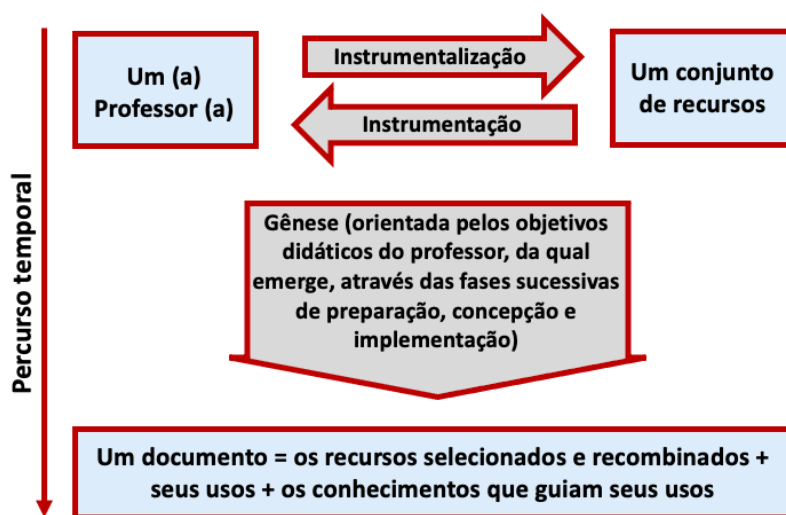 Um (a)
Professor (a)
Instrumentalização
Instrumentação
Um conjunto
de recursos
Percurso temporal
Gênese (orientada pelos objetivos
didáticos do professor, da qual
emerge, através das fases sucessivas
de preparação, concepção e
implementação)
Um documento = os recursos selecionados e recombinados +
seus usos + os conhecimentos que guiam seus usos